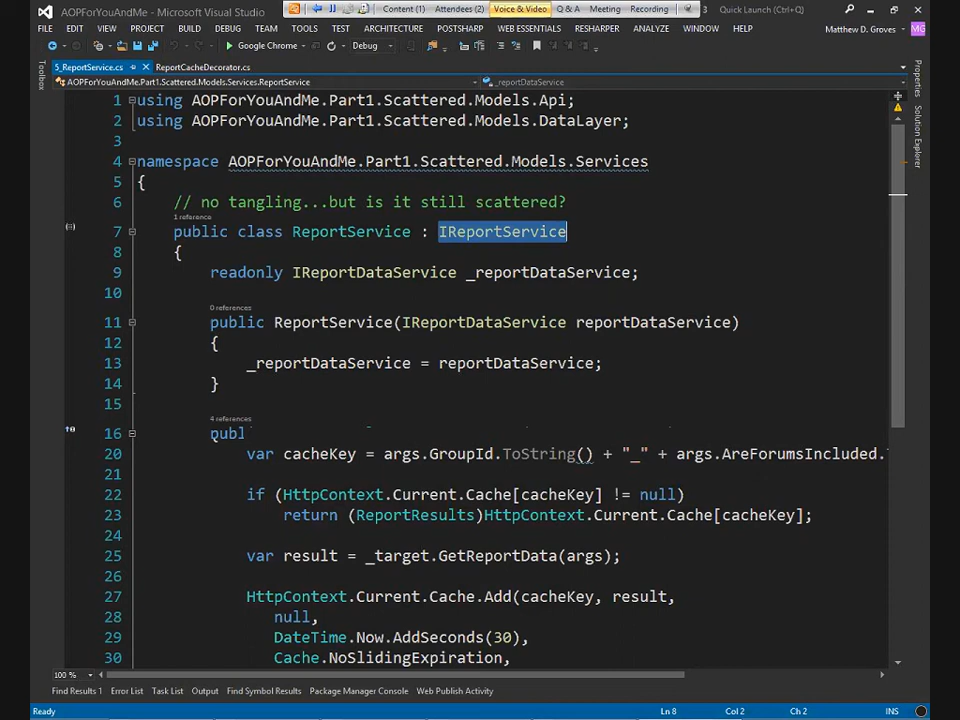 AOPForYouAndMe - Microsoft Visual Studio
Content (1) Attendees (2) Voice & Video Q & A Meeting Recording
3 Quick Launch (Ctrl+Q)
FILE EDIT VIEW PROJECT BUILD DEBUG TEAM TOOLS TEST ARCHITECTURE POSTSHARP WEB ESSENTIALS RESHARPER ANALYZE WINDOW HELP
Matthew D. Groves MG
Google Chrome Debug
Toolbox
5_ReportService.cs ReportCacheDecorator.cs
AOPForYouAndMe.Part1.Scattered.Models.Services.ReportService _reportDataService
Properties
Solution Explorer
1 using AOPForYouAndMe.Part1.Scattered.Models.Api;
2 using AOPForYouAndMe.Part1.Scattered.Models.DataLayer;
3
4 namespace AOPForYouAndMe.Part1.Scattered.Models.Services
5 {
6 // no tangling...but is it still scattered?
1 reference
7 public class ReportService : IReportService
8 {
9 readonly IReportDataService _reportDataService;
10
0 references
11 public ReportService(IReportDataService reportDataService)
12 {
13 _reportDataService = reportDataService;
14 }
15
4 references
16 publ
20 var cacheKey = args.GroupId.ToString() + "_" + args.AreForumsIncluded.
21
22 if (HttpContext.Current.Cache[cacheKey] != null)
23 return (ReportResults)HttpContext.Current.Cache[cacheKey];
24
25 var result = _target.GetReportData(args);
26
27 HttpContext.Current.Cache.Add(cacheKey, result,
28 null,
29 DateTime.Now.AddSeconds(30),
30 Cache.NoSlidingExpiration,
100 %
Find Results 1 Error List Task List Output Find Symbol Results Package Manager Console Web Publish Activity
Ready Ln 8 Col 2 Ch 2 INS